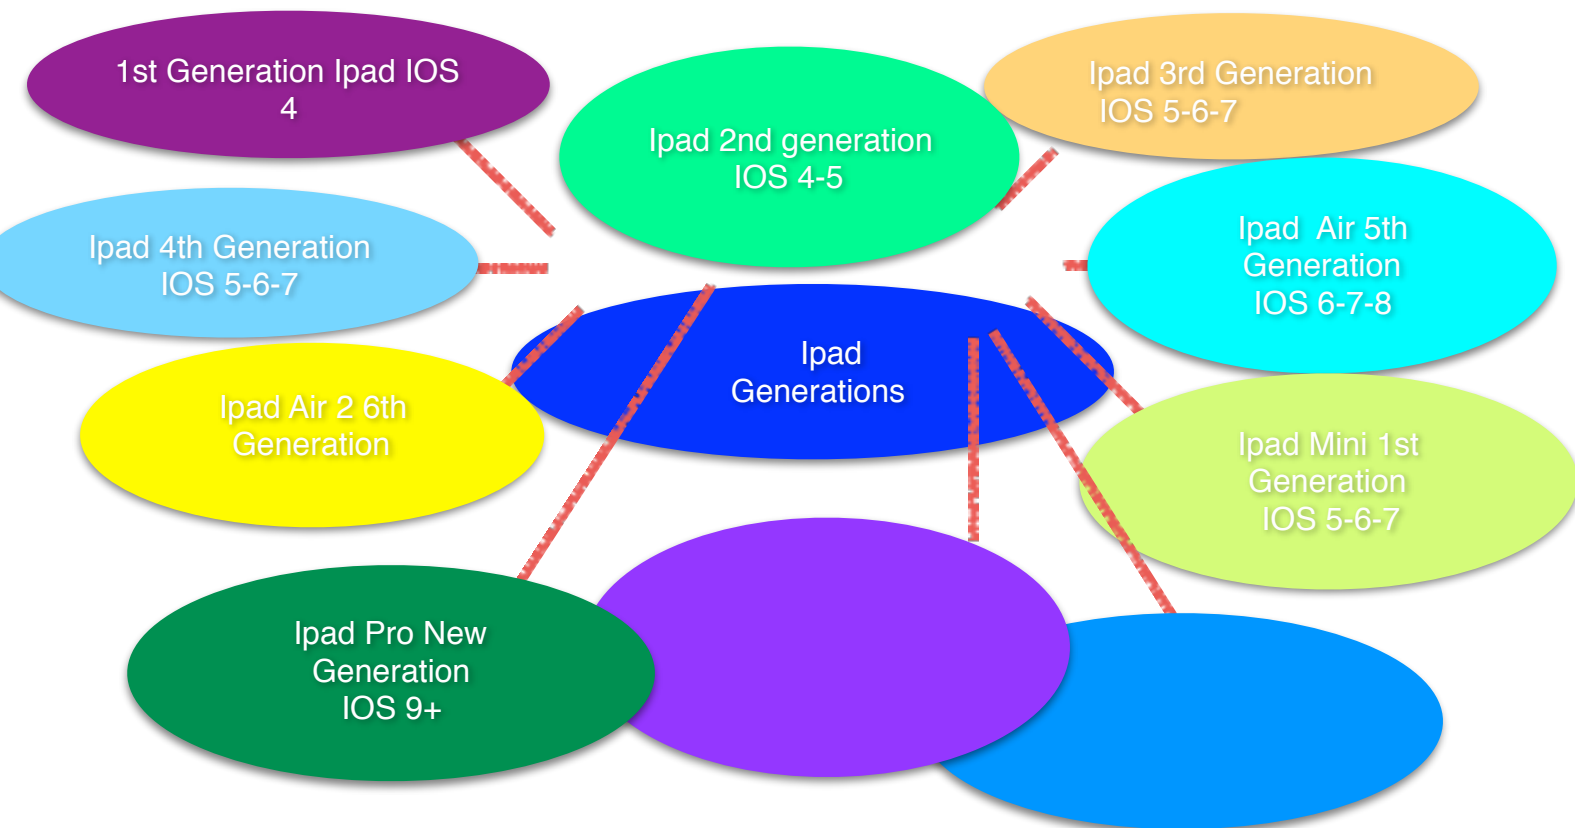 1st Generation Ipad IOS
4
Ipad 2nd generation
IOS 4-5
Ipad 3rd Generation
IOS 5-6-7
Ipad 4th Generation
IOS 5-6-7
Ipad  Air 5th
Generation
IOS 6-7-8
Ipad
Generations
Ipad Air 2 6th
Generation
Ipad Mini 1st
Generation
IOS 5-6-7
Ipad Pro New
Generation
IOS 9+